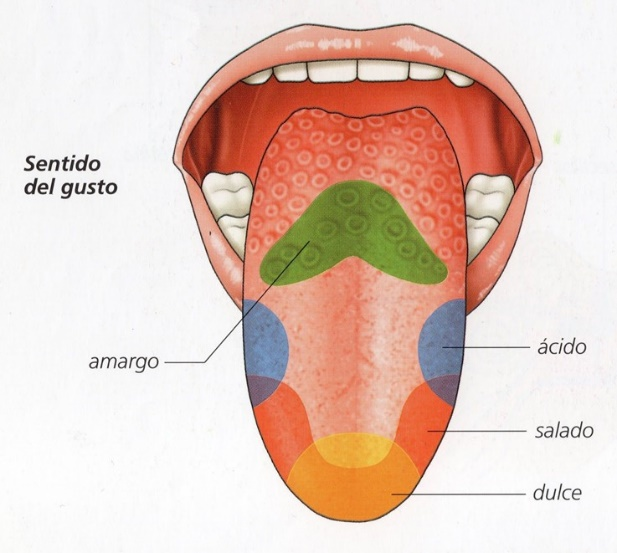 Sentido
del gusto
amargo
ácido
salado
dulce